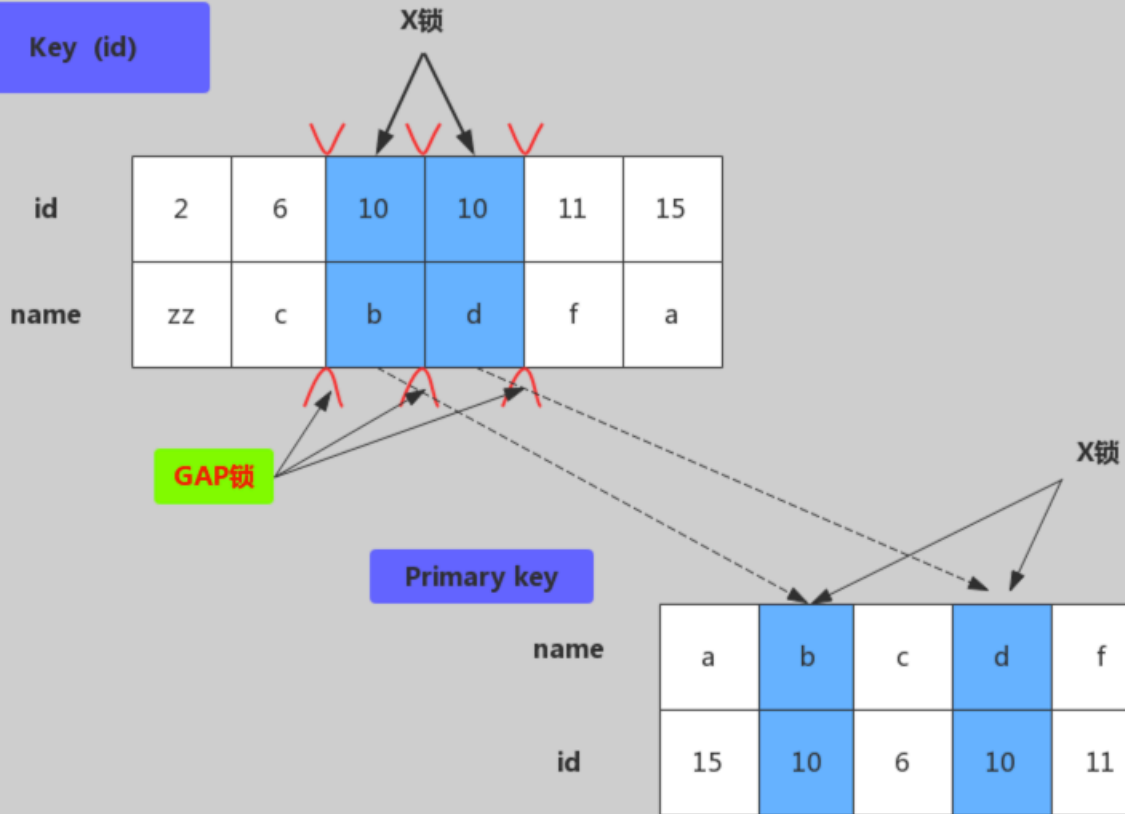 X锁
Key (id)
id 2 6 10 10 11 15
name zz c b d f a
GAP锁
X锁
Primary key
name a b c d f
id 15 10 6 10 11